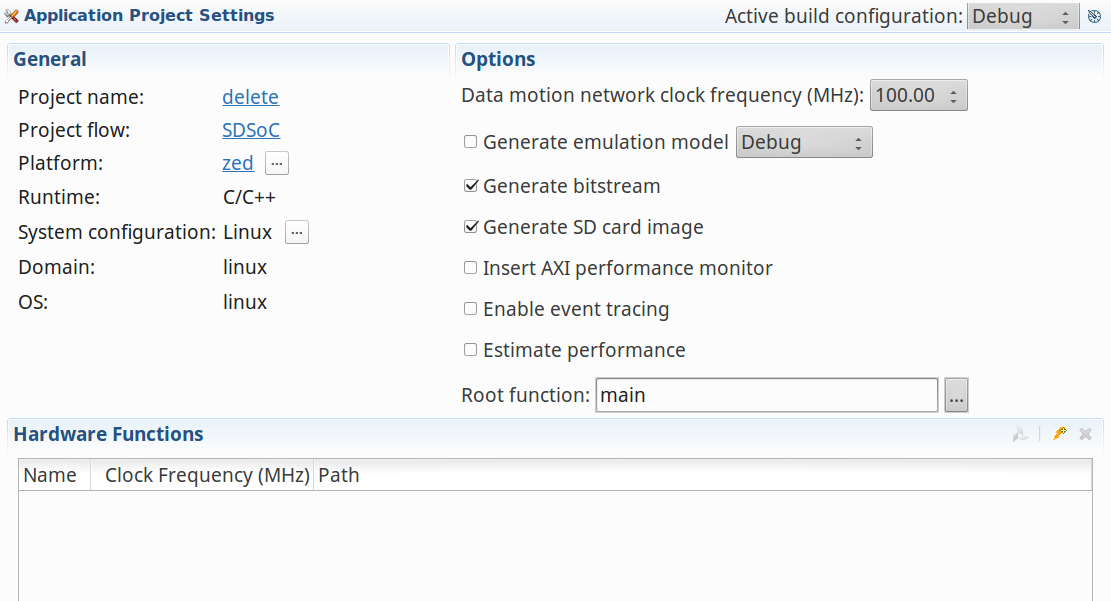 Application Project Settings
Active build configuration: Debug
General
Project name: delete
Project flow: SDSoC
Platform: zed ...
Runtime: C/C++
System configuration: Linux ...
Domain: linux
OS: linux
Options
Data motion network clock frequency (MHz): 100.00
Generate emulation model Debug
Generate bitstream
Generate SD card image
Insert AXI performance monitor
Enable event tracing
Estimate performance
Root function: main ...
Hardware Functions
Name Clock Frequency (MHz) Path